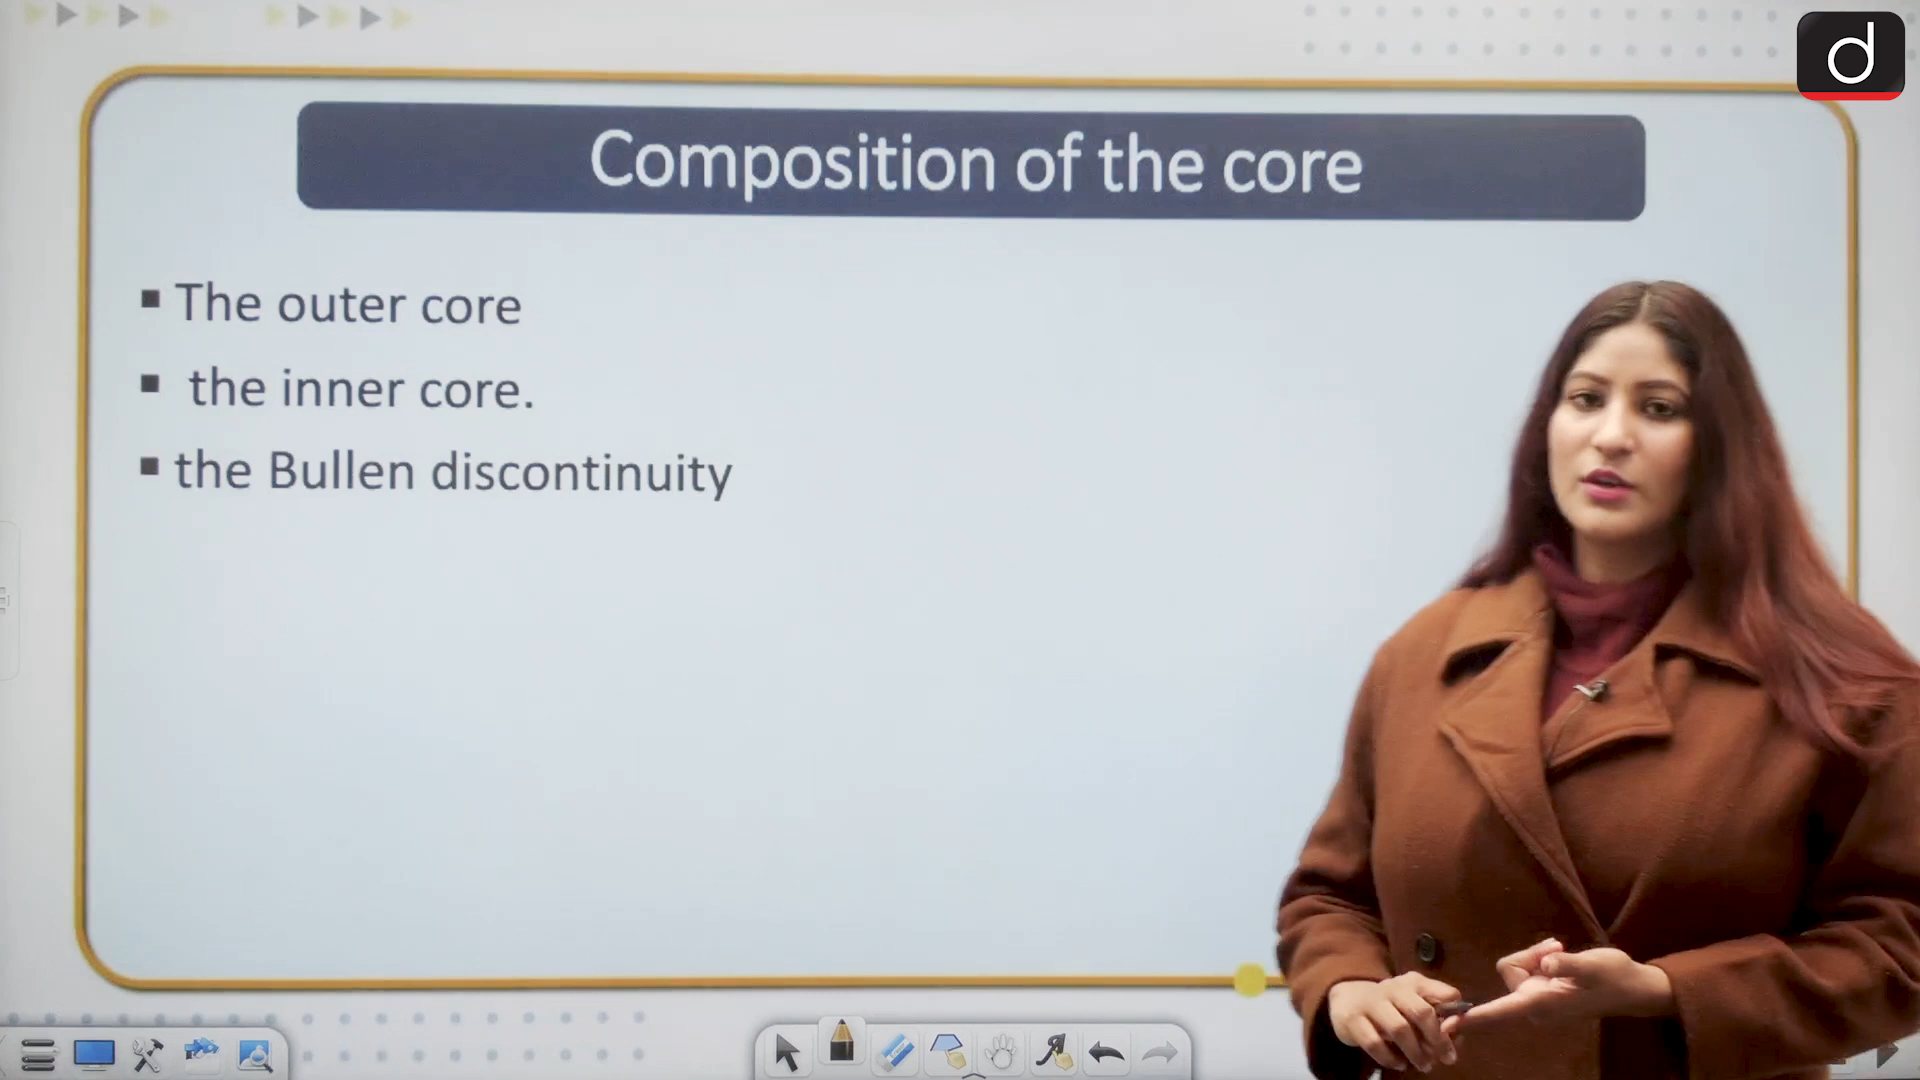 d
Composition of the core
The outer core
the inner core.
the Bullen discontinuity